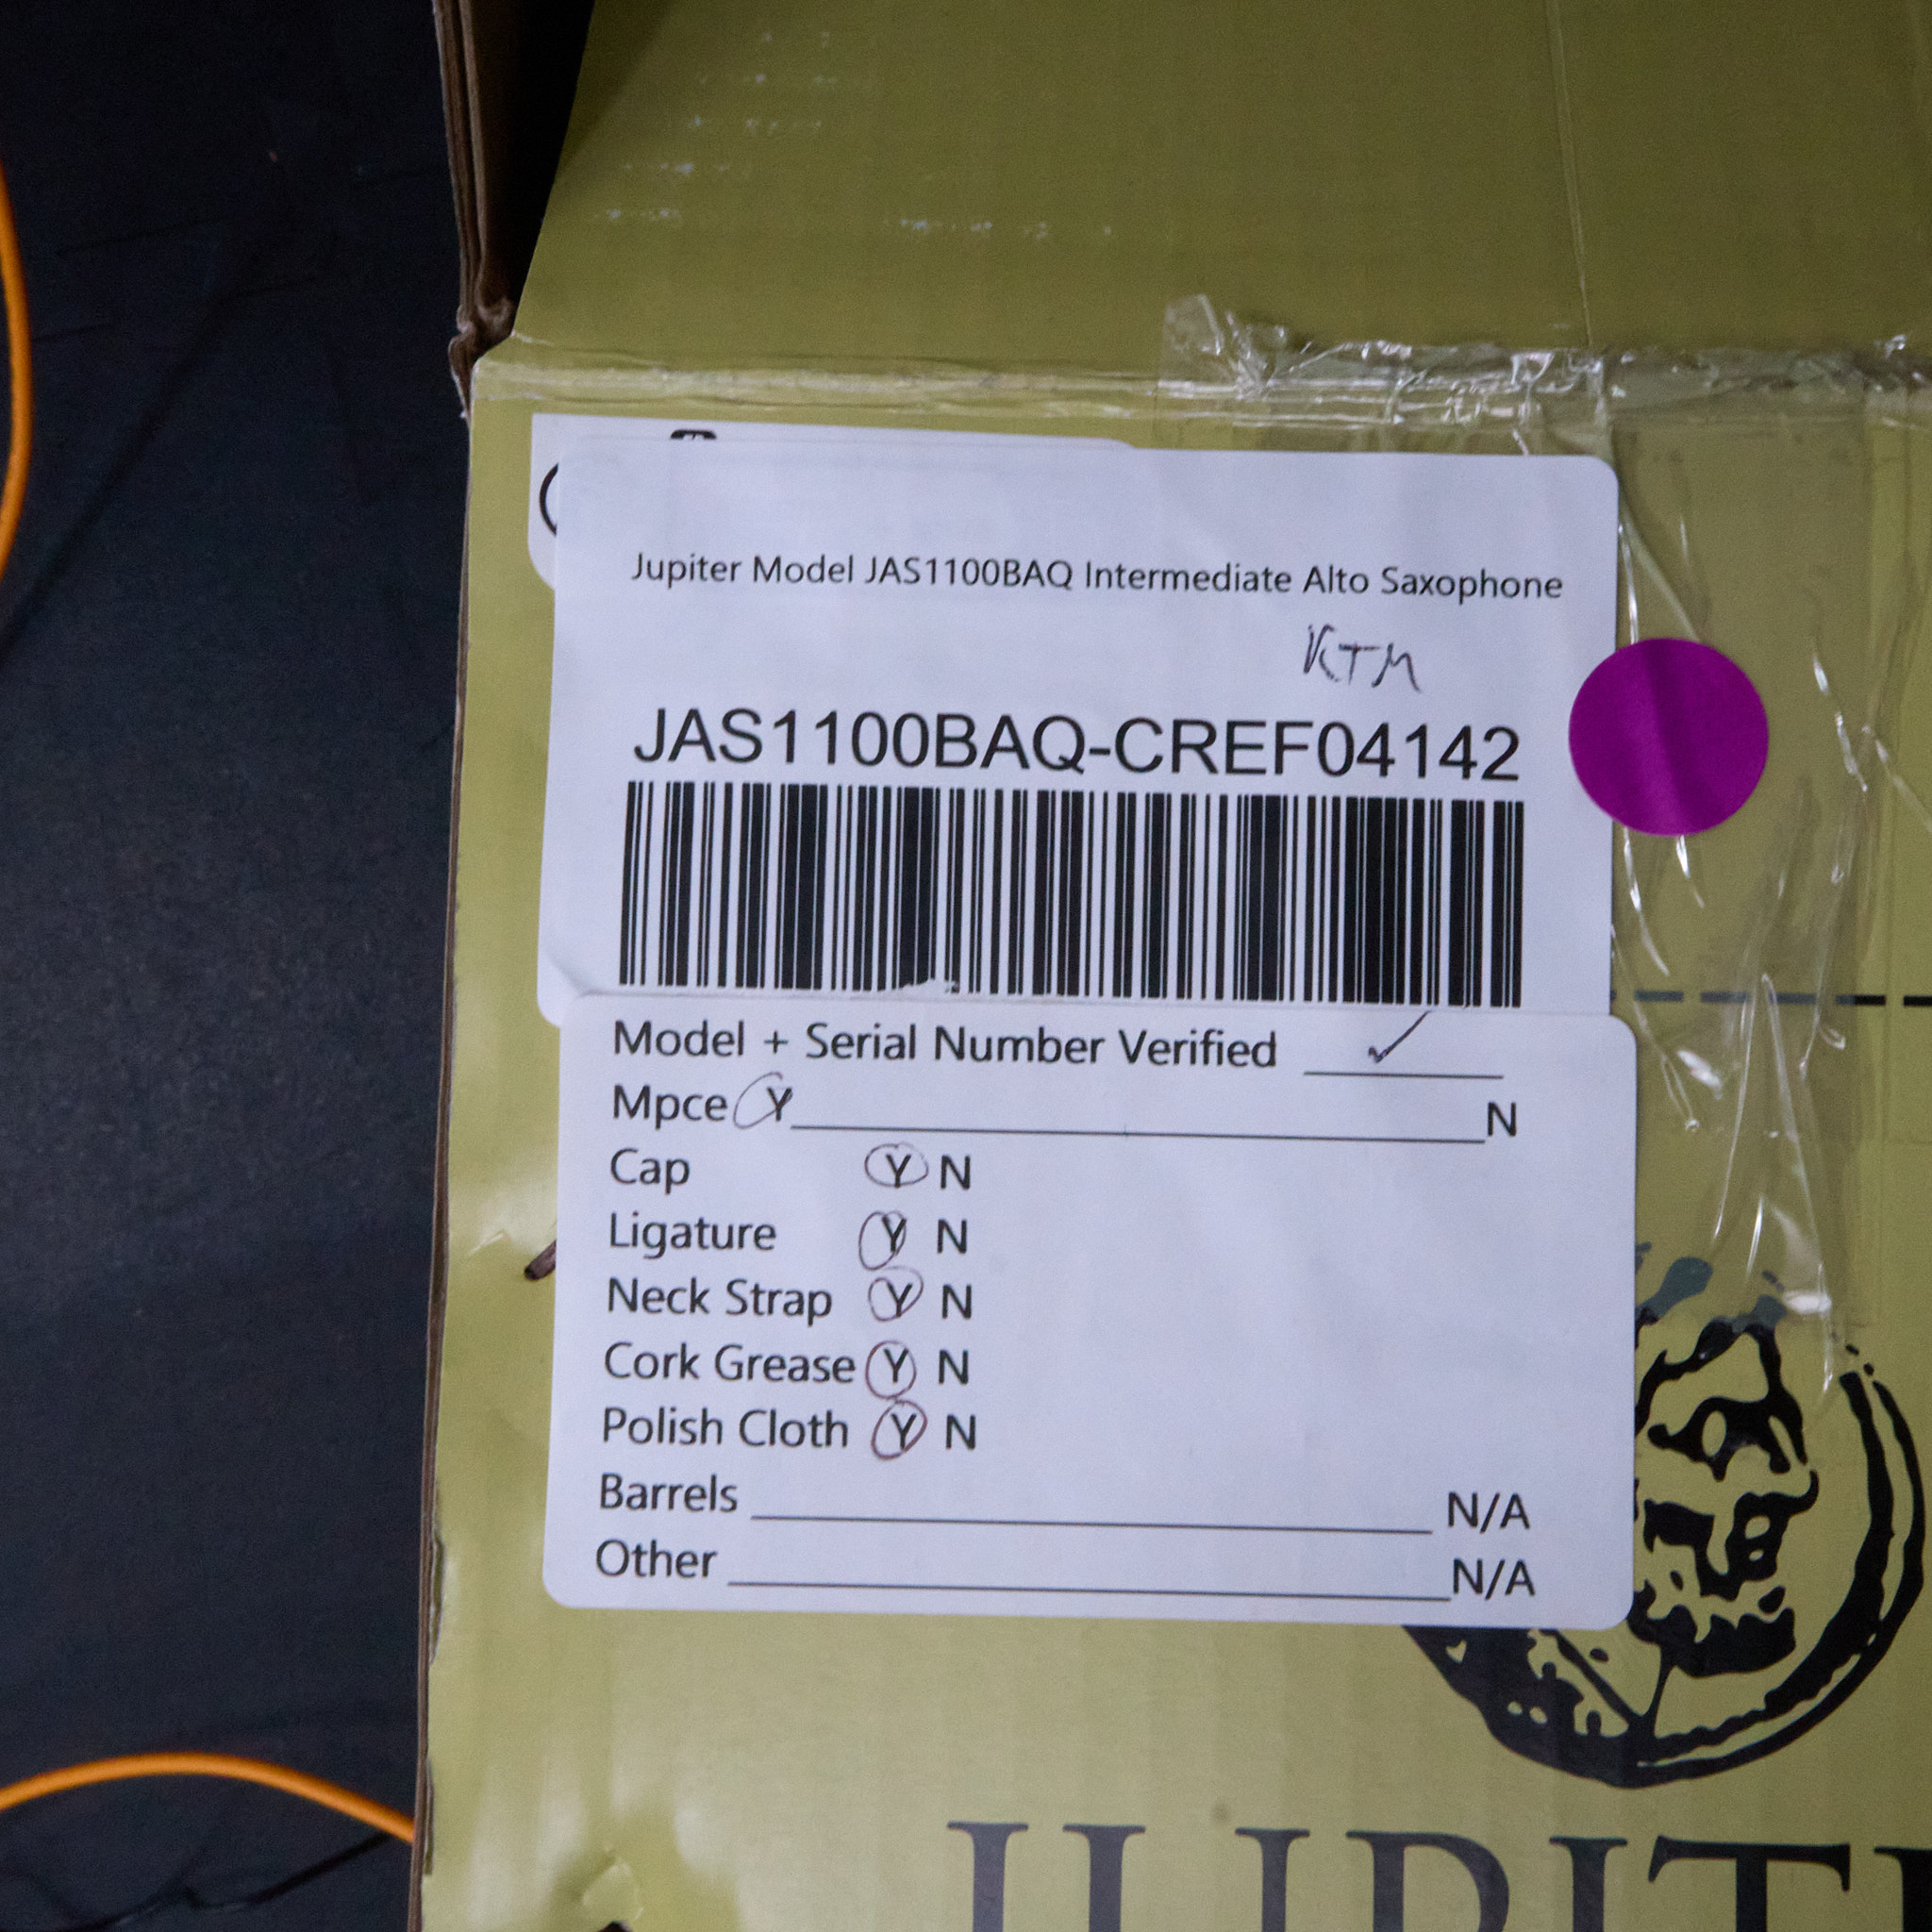 Jupiter Model JAS1100BAQ Intermediate Alto Saxophone
KTM
JAS1100BAQ-CREF04142
Model + Serial Number Verified ✓
Mpce Y N
Cap Y N
Ligature Y N
Neck Strap Y N
Cork Grease Y N
Polish Cloth Y N
Barrels N/A
Other N/A
JUPITE